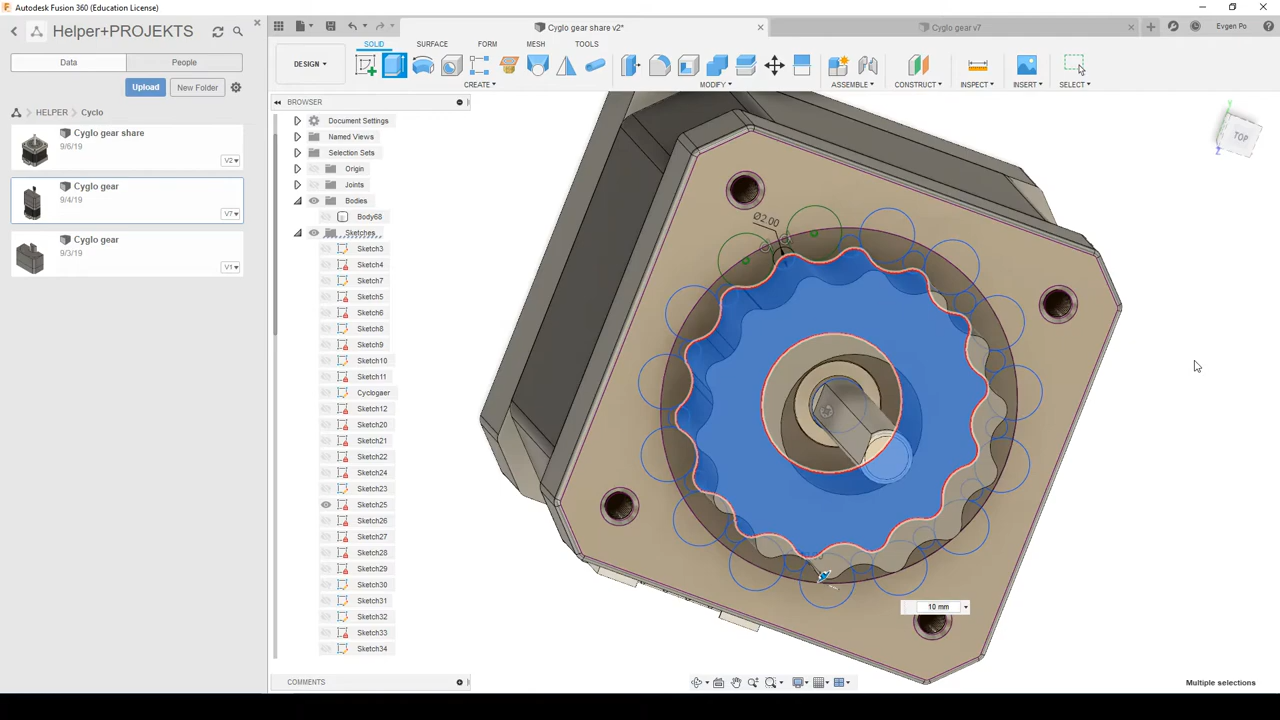 Autodesk Fusion 360 (Education License)
Helper+PROJEKTS
Data
People
Upload
New Folder
HELPER
Cyclo
Cyglo gear share
9/6/19
V2
Cyglo gear
9/4/19
V7
Cyglo gear
9/3/19
V1
Cyglo gear share v2*
Cyglo gear v7
Evgen Po
SOLID
SURFACE
FORM
MESH
TOOLS
DESIGN
CREATE
MODIFY
ASSEMBLE
CONSTRUCT
INSPECT
INSERT
SELECT
BROWSER
Document Settings
Named Views
Selection Sets
Origin
Joints
Bodies
Body68
Sketches
Sketch3
Sketch4
Sketch7
Sketch5
Sketch6
Sketch8
Sketch9
Sketch10
Sketch11
Cyclogaer
Sketch12
Sketch20
Sketch21
Sketch22
Sketch24
Sketch23
Sketch25
Sketch26
Sketch27
Sketch28
Sketch29
Sketch30
Sketch31
Sketch32
Sketch33
Sketch34
Ø2.00
10 mm
TOP
COMMENTS
Multiple selections